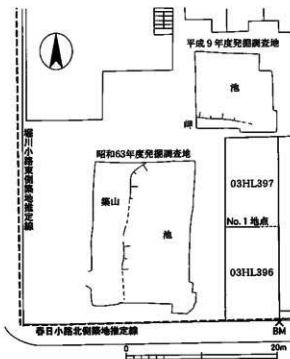 平成9年度発掘調査地
池
岬
堀川小路東側築地推定線
昭和63年度発掘調査地
築山
池
03HL397
No.1地点
03HL396
春日小路北側築地推定線
BM
0
20m